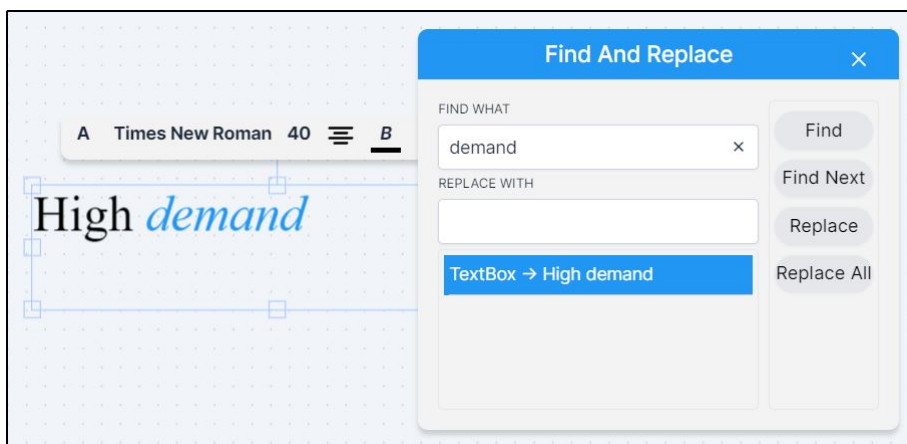 Find And Replace
FIND WHAT
demand
REPLACE WITH
TextBox → High demand
Find
Find Next
Replace
Replace All
A Times New Roman 40 B
High demand